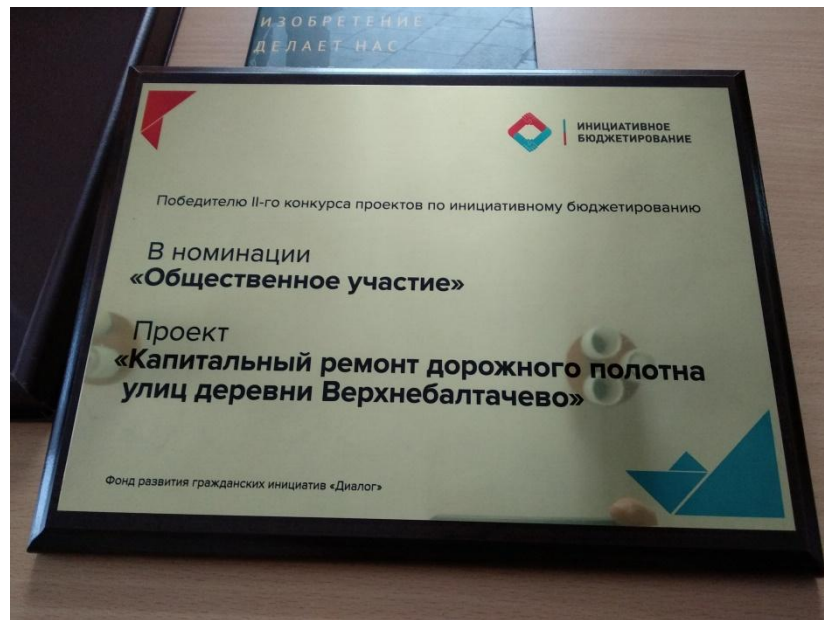 ИЗОБРЕТЕНИЕ
ДЕЛАЕТ НАС
ИНИЦИАТИВНОЕ
БЮДЖЕТИРОВАНИЕ
Победителю II-го конкурса проектов по инициативному бюджетированию
В номинации
«Общественное участие»
Проект
«Капитальный ремонт дорожного полотна
улиц деревни Верхнебалтачево»
Фонд развития гражданских инициатив «Диалог»